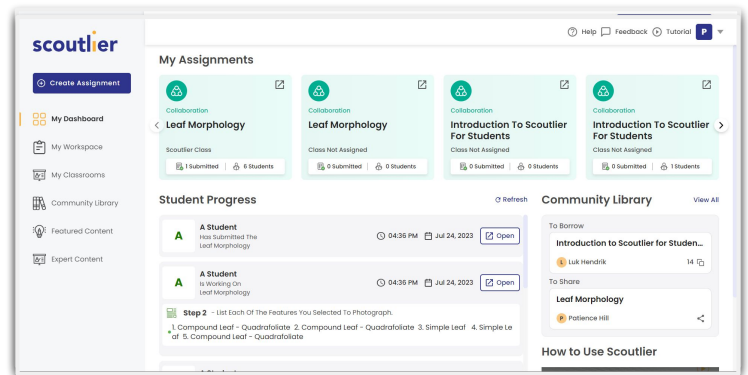 scoutlier
Help Feedback Tutorial P
Create Assignment
My Dashboard
My Workspace
My Classrooms
Community Library
Featured Content
Expert Content
My Assignments
Collaboration
Leaf Morphology
Scoutlier Class
1 Submitted 6 Students
Collaboration
Leaf Morphology
Class Not Assigned
0 Submitted 0 Students
Collaboration
Introduction To Scoutlier
For Students
Class Not Assigned
0 Submitted 0 Students
Collaboration
Introduction To Scoutlier
For Students
Class Not Assigned
0 Submitted 1 Students
Student Progress
Refresh
A
A Student
Has Submitted The
Leaf Morphology
04:36 PM Jul 24, 2023 Open
A
A Student
Is Working On
Leaf Morphology
04:36 PM Jul 24, 2023 Open
Step 2 - List Each Of The Features You Selected To Photograph.
1. Compound Leaf - Quadrafoliate 2. Compound Leaf - Quadrafoliate 3. Simple Leaf 4. Simple Le
af 5. Compound Leaf - Quadrafoliate
Community Library
View All
To Borrow
Introduction to Scoutlier for Studen...
L Luk Hendrik 14
To Share
Leaf Morphology
P Patience Hill
How to Use Scoutlier